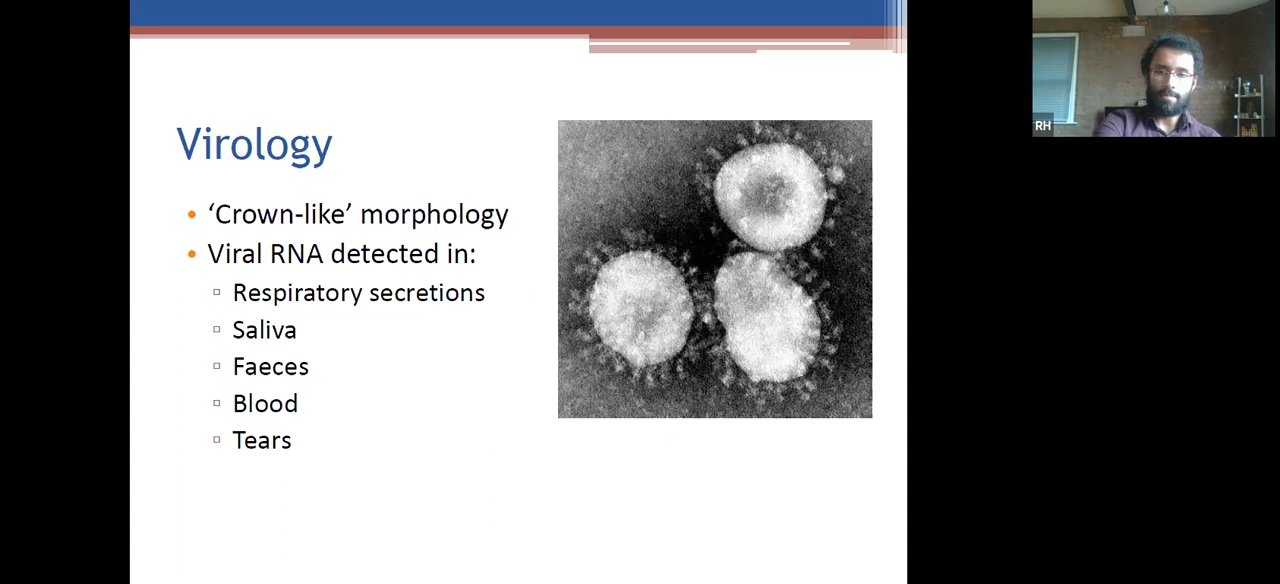 Virology
• ‘Crown-like’ morphology
• Viral RNA detected in:
▫ Respiratory secretions
▫ Saliva
▫ Faeces
▫ Blood
▫ Tears
RH